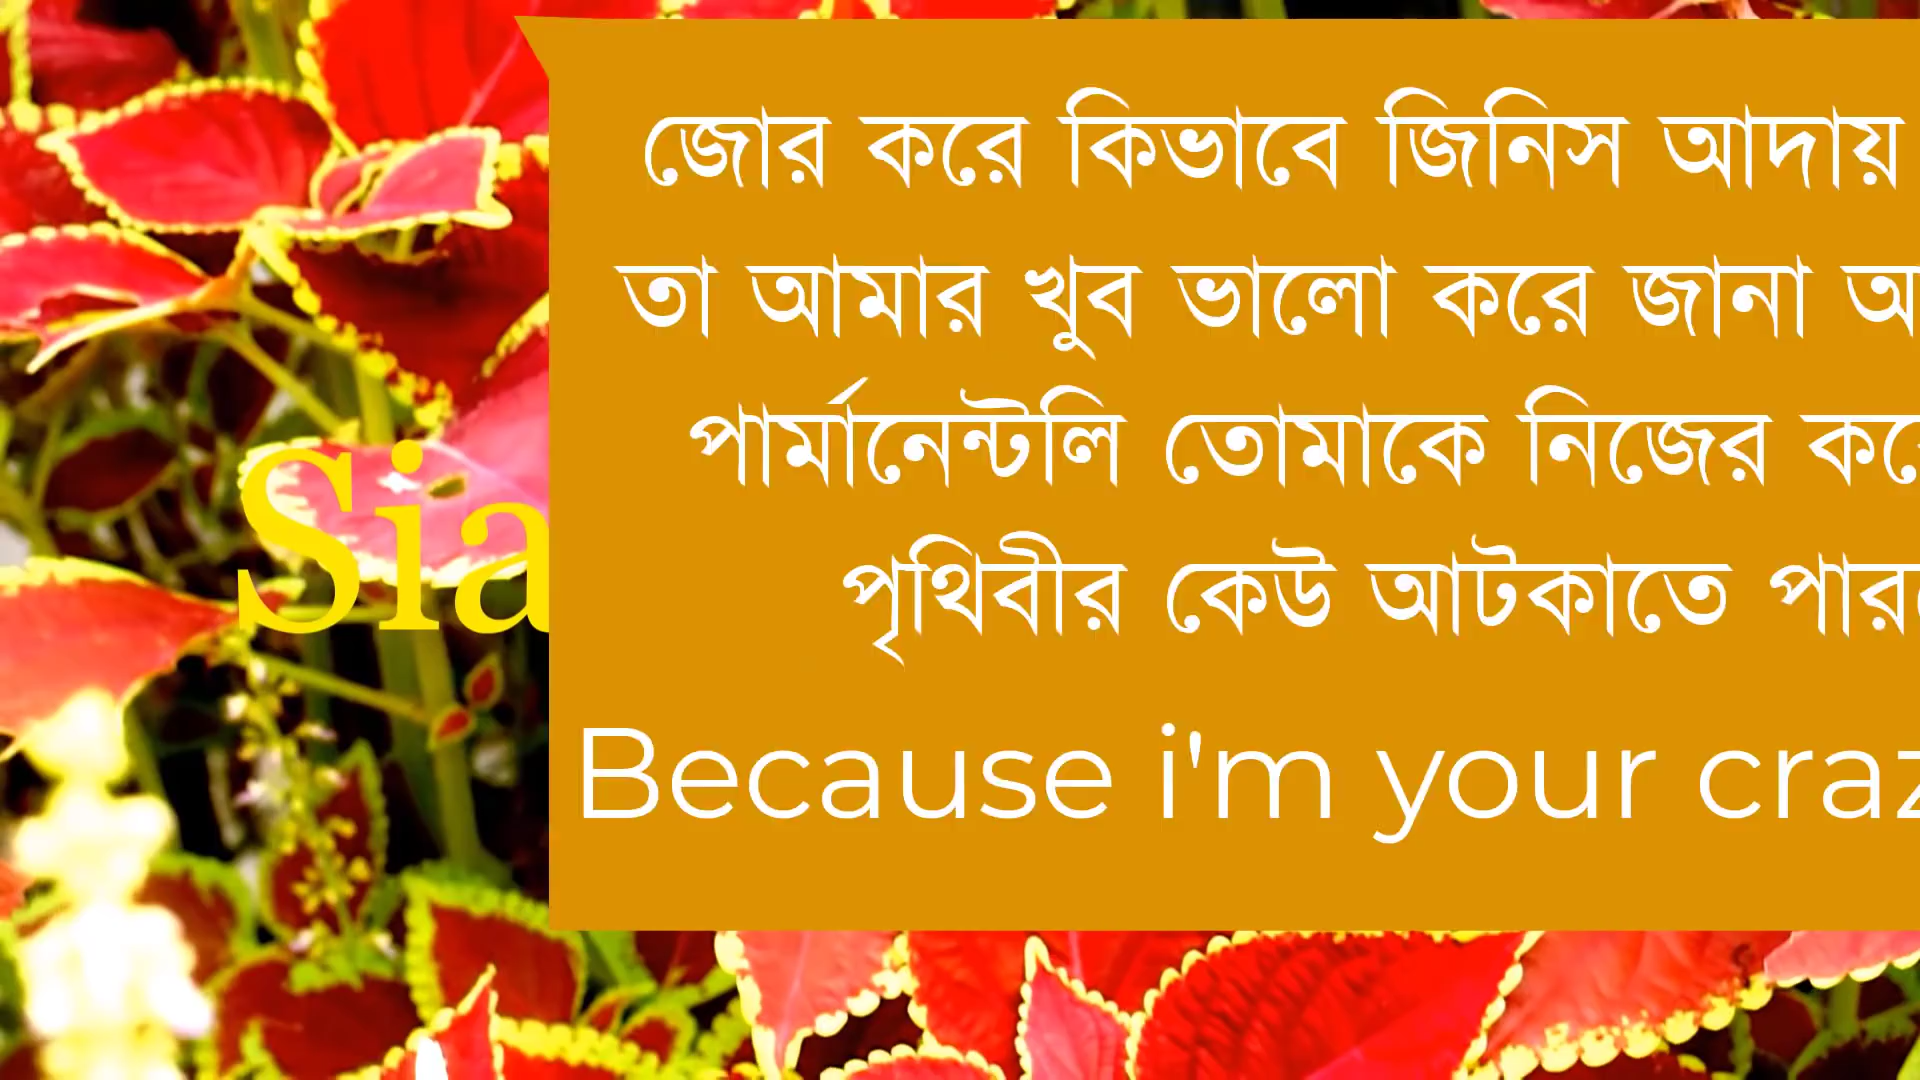 জোর করে কিভাবে জিনিস আদায়
তা আমার খুব ভালো করে জানা
পার্মানেন্টলি তোমাকে নিজের
পৃথিবীর কেউ আটকাতে
Because i'm your
Sia